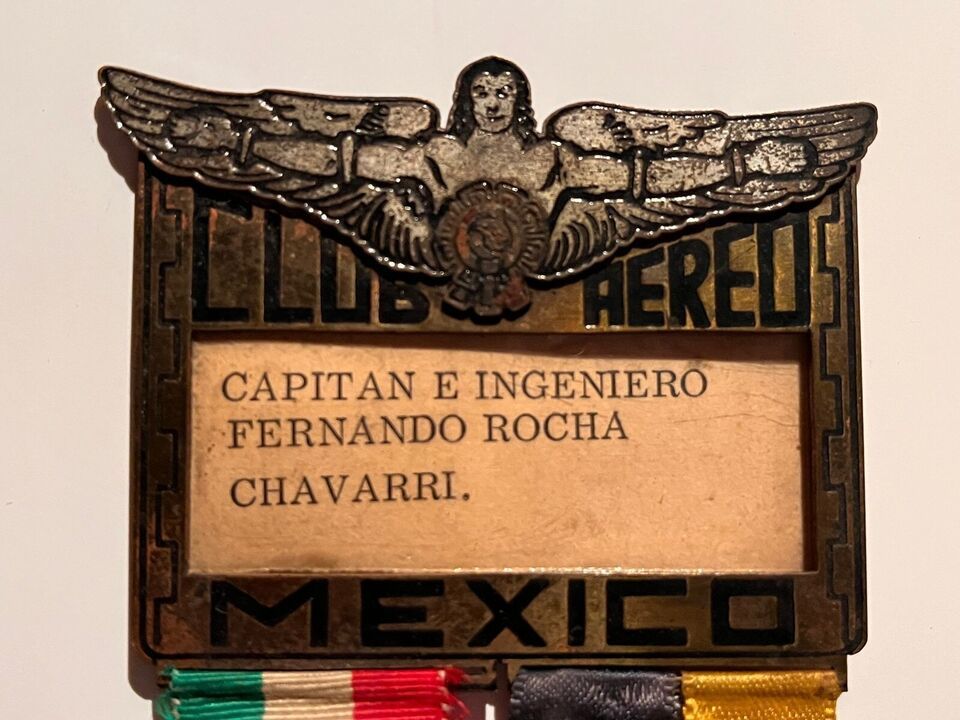 CLUB AEREO
CAPITAN E INGENIERO
FERNANDO ROCHA
CHAVARRI.
MEXICO